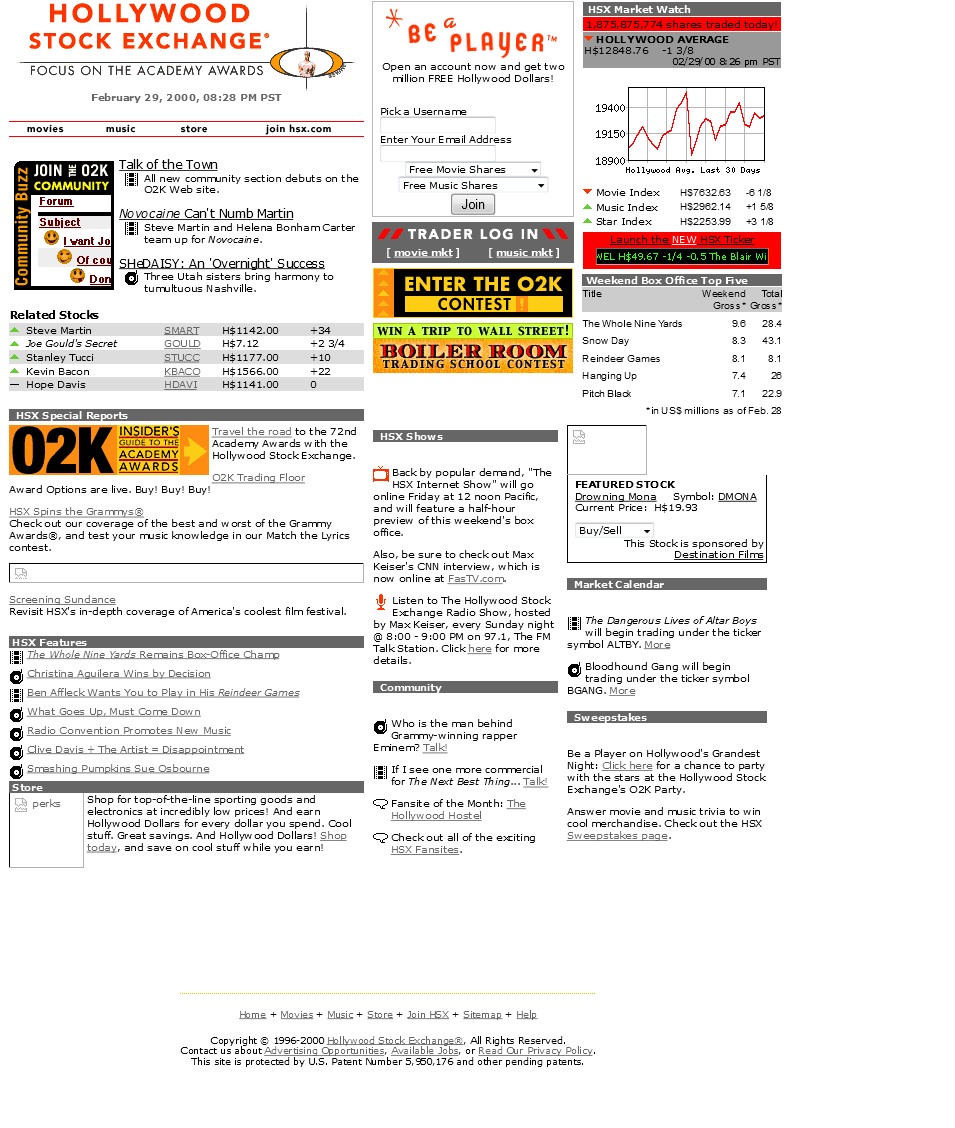 HOLLYWOOD
STOCK EXCHANGE®
FOCUS ON THE ACADEMY AWARDS
February 29, 2000, 08:28 PM PST
movies music store join hsx.com
Community Buzz
JOIN THE O2K
COMMUNITY
Forum
Subject
I want Jo
Of cou
Don
Talk of the Town
All new community section debuts on the
O2K Web site.
Novocaine Can't Numb Martin
Steve Martin and Helena Bonham Carter
team up for Novocaine.
SHeDAISY: An 'Overnight' Success
Three Utah sisters bring harmony to
tumultuous Nashville.
Related Stocks
Steve Martin SMART H$1142.00 +34
Joe Gould's Secret GOULD H$7.12 +2 3/4
Stanley Tucci STUCC H$1177.00 +10
Kevin Bacon KBACO H$1566.00 +22
Hope Davis HDAVI H$1141.00 0
HSX Special Reports
O2K INSIDER'S
GUIDE TO THE
ACADEMY
AWARDS
Travel the road to the 72nd
Academy Awards with the
Hollywood Stock Exchange.
O2K Trading Floor
Award Options are live. Buy! Buy! Buy!
HSX Spins the Grammys®
Check out our coverage of the best and worst of the Grammy
Awards®, and test your music knowledge in our Match the Lyrics
contest.
Screening Sundance
Revisit HSX's in-depth coverage of America's coolest film festival.
HSX Features
The Whole Nine Yards Remains Box-Office Champ
Christina Aguilera Wins by Decision
Ben Affleck Wants You to Play in His Reindeer Games
What Goes Up, Must Come Down
Radio Convention Promotes New Music
Clive Davis + The Artist = Disappointment
Smashing Pumpkins Sue Osbourne
Store
perks
Shop for top-of-the-line sporting goods and
electronics at incredibly low prices! And earn
Hollywood Dollars for every dollar you spend. Cool
stuff. Great savings. And Hollywood Dollars! Shop
today, and save on cool stuff while you earn!
BE a PLAYER™
Open an account now and get two
million FREE Hollywood Dollars!
Pick a Username
Enter Your Email Address
Free Movie Shares
Free Music Shares
Join
TRADER LOG IN
[ movie mkt ] [ music mkt ]
ENTER THE O2K
CONTEST !
WIN A TRIP TO WALL STREET!
BOILER ROOM
TRADING SCHOOL CONTEST
HSX Shows
Back by popular demand, "The
HSX Internet Show" will go
online Friday at 12 noon Pacific,
and will feature a half-hour
preview of this weekend's box
office.
Also, be sure to check out Max
Keiser's CNN interview, which is
now online at FasTV.com.
Listen to The Hollywood Stock
Exchange Radio Show, hosted
by Max Keiser, every Sunday night
@ 8:00 - 9:00 PM on 97.1, The FM
Talk Station. Click here for more
details.
Community
Who is the man behind
Grammy-winning rapper
Eminem? Talk!
If I see one more commercial
for The Next Best Thing... Talk!
Fansite of the Month: The
Hollywood Hostel
Check out all of the exciting
HSX Fansites.
HSX Market Watch
1,875,875,774 shares traded today!
HOLLYWOOD AVERAGE
H$12848.76 -1 3/8
02/29/00 8:26 pm PST
19400
19150
18900
Hollywood Avg. Last 30 Days
Movie Index H$7632.63 -6 1/8
Music Index H$2962.14 +1 5/8
Star Index H$2253.99 +3 1/8
Launch the NEW HSX Ticker
WEL H$49.67 -1/4 -0.5 The Blair Wi
Weekend Box Office Top Five
Title Weekend Total
Gross* Gross*
The Whole Nine Yards 9.6 28.4
Snow Day 8.3 43.1
Reindeer Games 8.1 8.1
Hanging Up 7.4 26
Pitch Black 7.1 22.9
*in US$ millions as of Feb. 28
FEATURED STOCK
Drowning Mona Symbol: DMONA
Current Price: H$19.93
Buy/Sell
This Stock is sponsored by
Destination Films
Market Calendar
The Dangerous Lives of Altar Boys
will begin trading under the ticker
symbol ALTBY. More
Bloodhound Gang will begin
trading under the ticker symbol
BGANG. More
Sweepstakes
Be a Player on Hollywood's Grandest
Night: Click here for a chance to party
with the stars at the Hollywood Stock
Exchange's O2K Party.
Answer movie and music trivia to win
cool merchandise. Check out the HSX
Sweepstakes page.
Home + Movies + Music + Store + Join HSX + Sitemap + Help
Copyright © 1996-2000 Hollywood Stock Exchange®, All Rights Reserved.
Contact us about Advertising Opportunities, Available Jobs, or Read Our Privacy Policy.
This site is protected by U.S. Patent Number 5,950,176 and other pending patents.